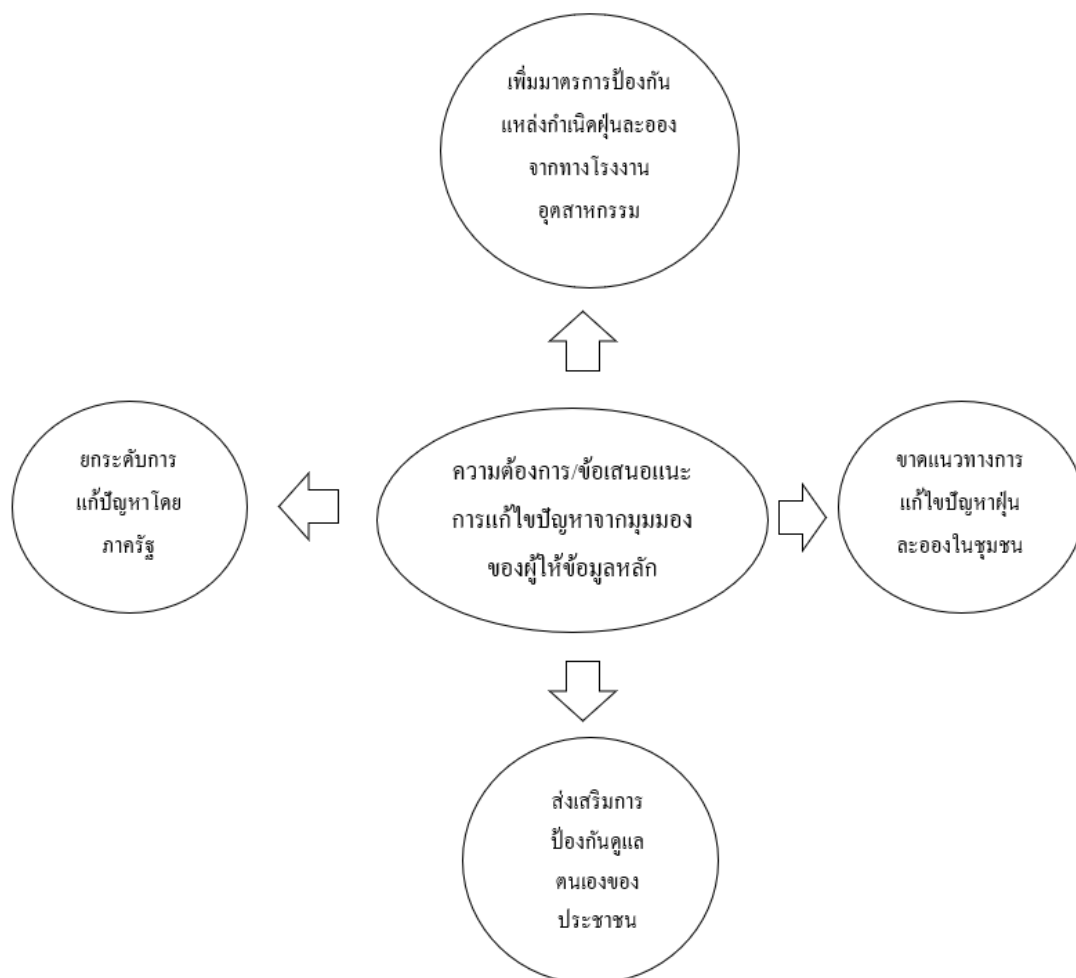 เพิ่มมาตรการป้องกัน
แหล่งกำเนิดฝุ่นละออง
จากทางโรงงาน
อุตสาหกรรม
ยกระดับการ
แก้ปัญหาโดย
ภาครัฐ
ความต้องการ/ข้อเสนอแนะ
การแก้ไขปัญหาจากมุมมอง
ของผู้ให้ข้อมูลหลัก
ขาดแนวทางการ
แก้ไขปัญหาฝุ่น
ละอองในชุมชน
ส่งเสริมการ
ป้องกันดูแล
ตนเองของ
ประชาชน